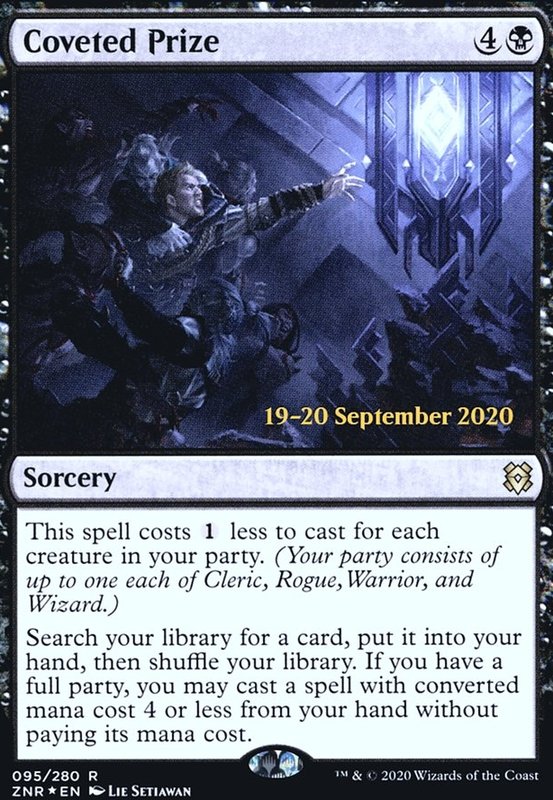 Coveted Prize 4
19-20 September 2020
Sorcery
This spell costs 1 less to cast for each
creature in your party. (Your party consists of
up to one each of Cleric, Rogue, Warrior, and
Wizard.)
Search your library for a card, put it into your
hand, then shuffle your library. If you have a
full party, you may cast a spell with converted
mana cost 4 or less from your hand without
paying its mana cost.
095/280 R
ZNR★EN Lie Setiawan
™ & © 2020 Wizards of the Coast